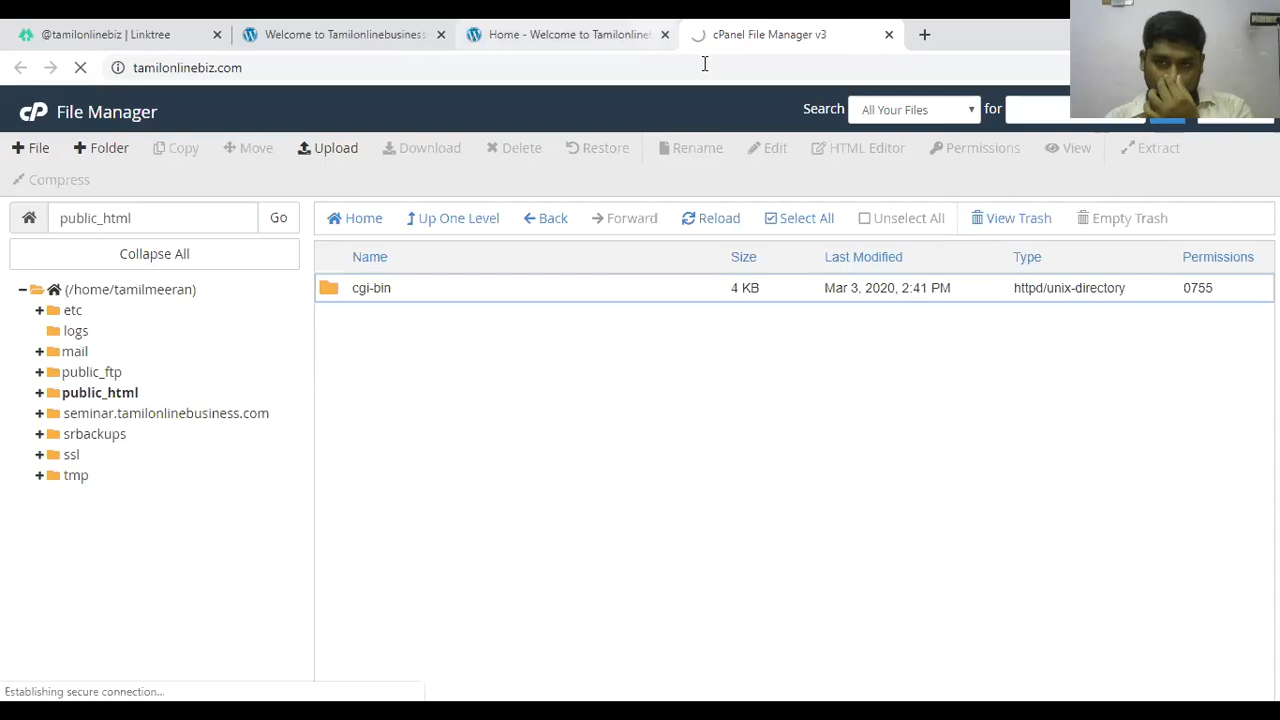 @tamilonlinebiz | Linktree
Welcome to Tamilonlinebusiness
Home - Welcome to Tamilonlinel
cPanel File Manager v3
tamilonlinebiz.com
cP File Manager
Search All Your Files for
File Folder Copy Move Upload Download Delete Restore Rename Edit HTML Editor Permissions View Extract
Compress
public_html Go
Home Up One Level Back Forward Reload Select All Unselect All View Trash Empty Trash
Collapse All
Name Size Last Modified Type Permissions
cgi-bin 4 KB Mar 3, 2020, 2:41 PM httpd/unix-directory 0755
(/home/tamilmeeran)
etc
logs
mail
public_ftp
public_html
seminar.tamilonlinebusiness.com
srbackups
ssl
tmp
Establishing secure connection...